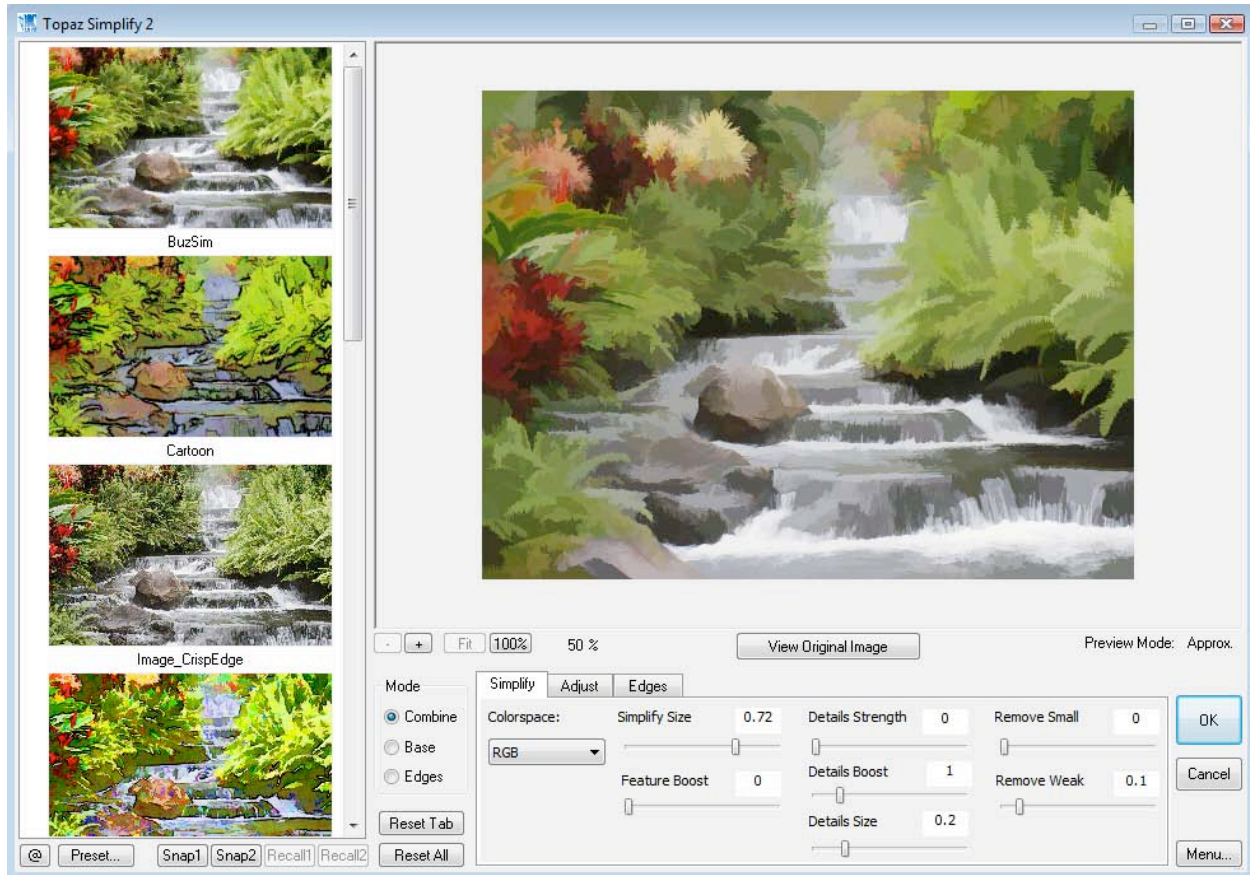 Topaz Simplify 2
BuzSim
Cartoon
Image_CrispEdge
@ Preset... Snap1 Snap2 Recall1 Recall2
- + Fit 100% 50 % View Original Image Preview Mode: Approx.
Mode
Combine
Base
Edges
Reset Tab
Reset All
Simplify Adjust Edges
Colorspace:
RGB
Simplify Size 0.72
Feature Boost 0
Details Strength 0
Details Boost 1
Details Size 0.2
Remove Small 0
Remove Weak 0.1
OK
Cancel
Menu...